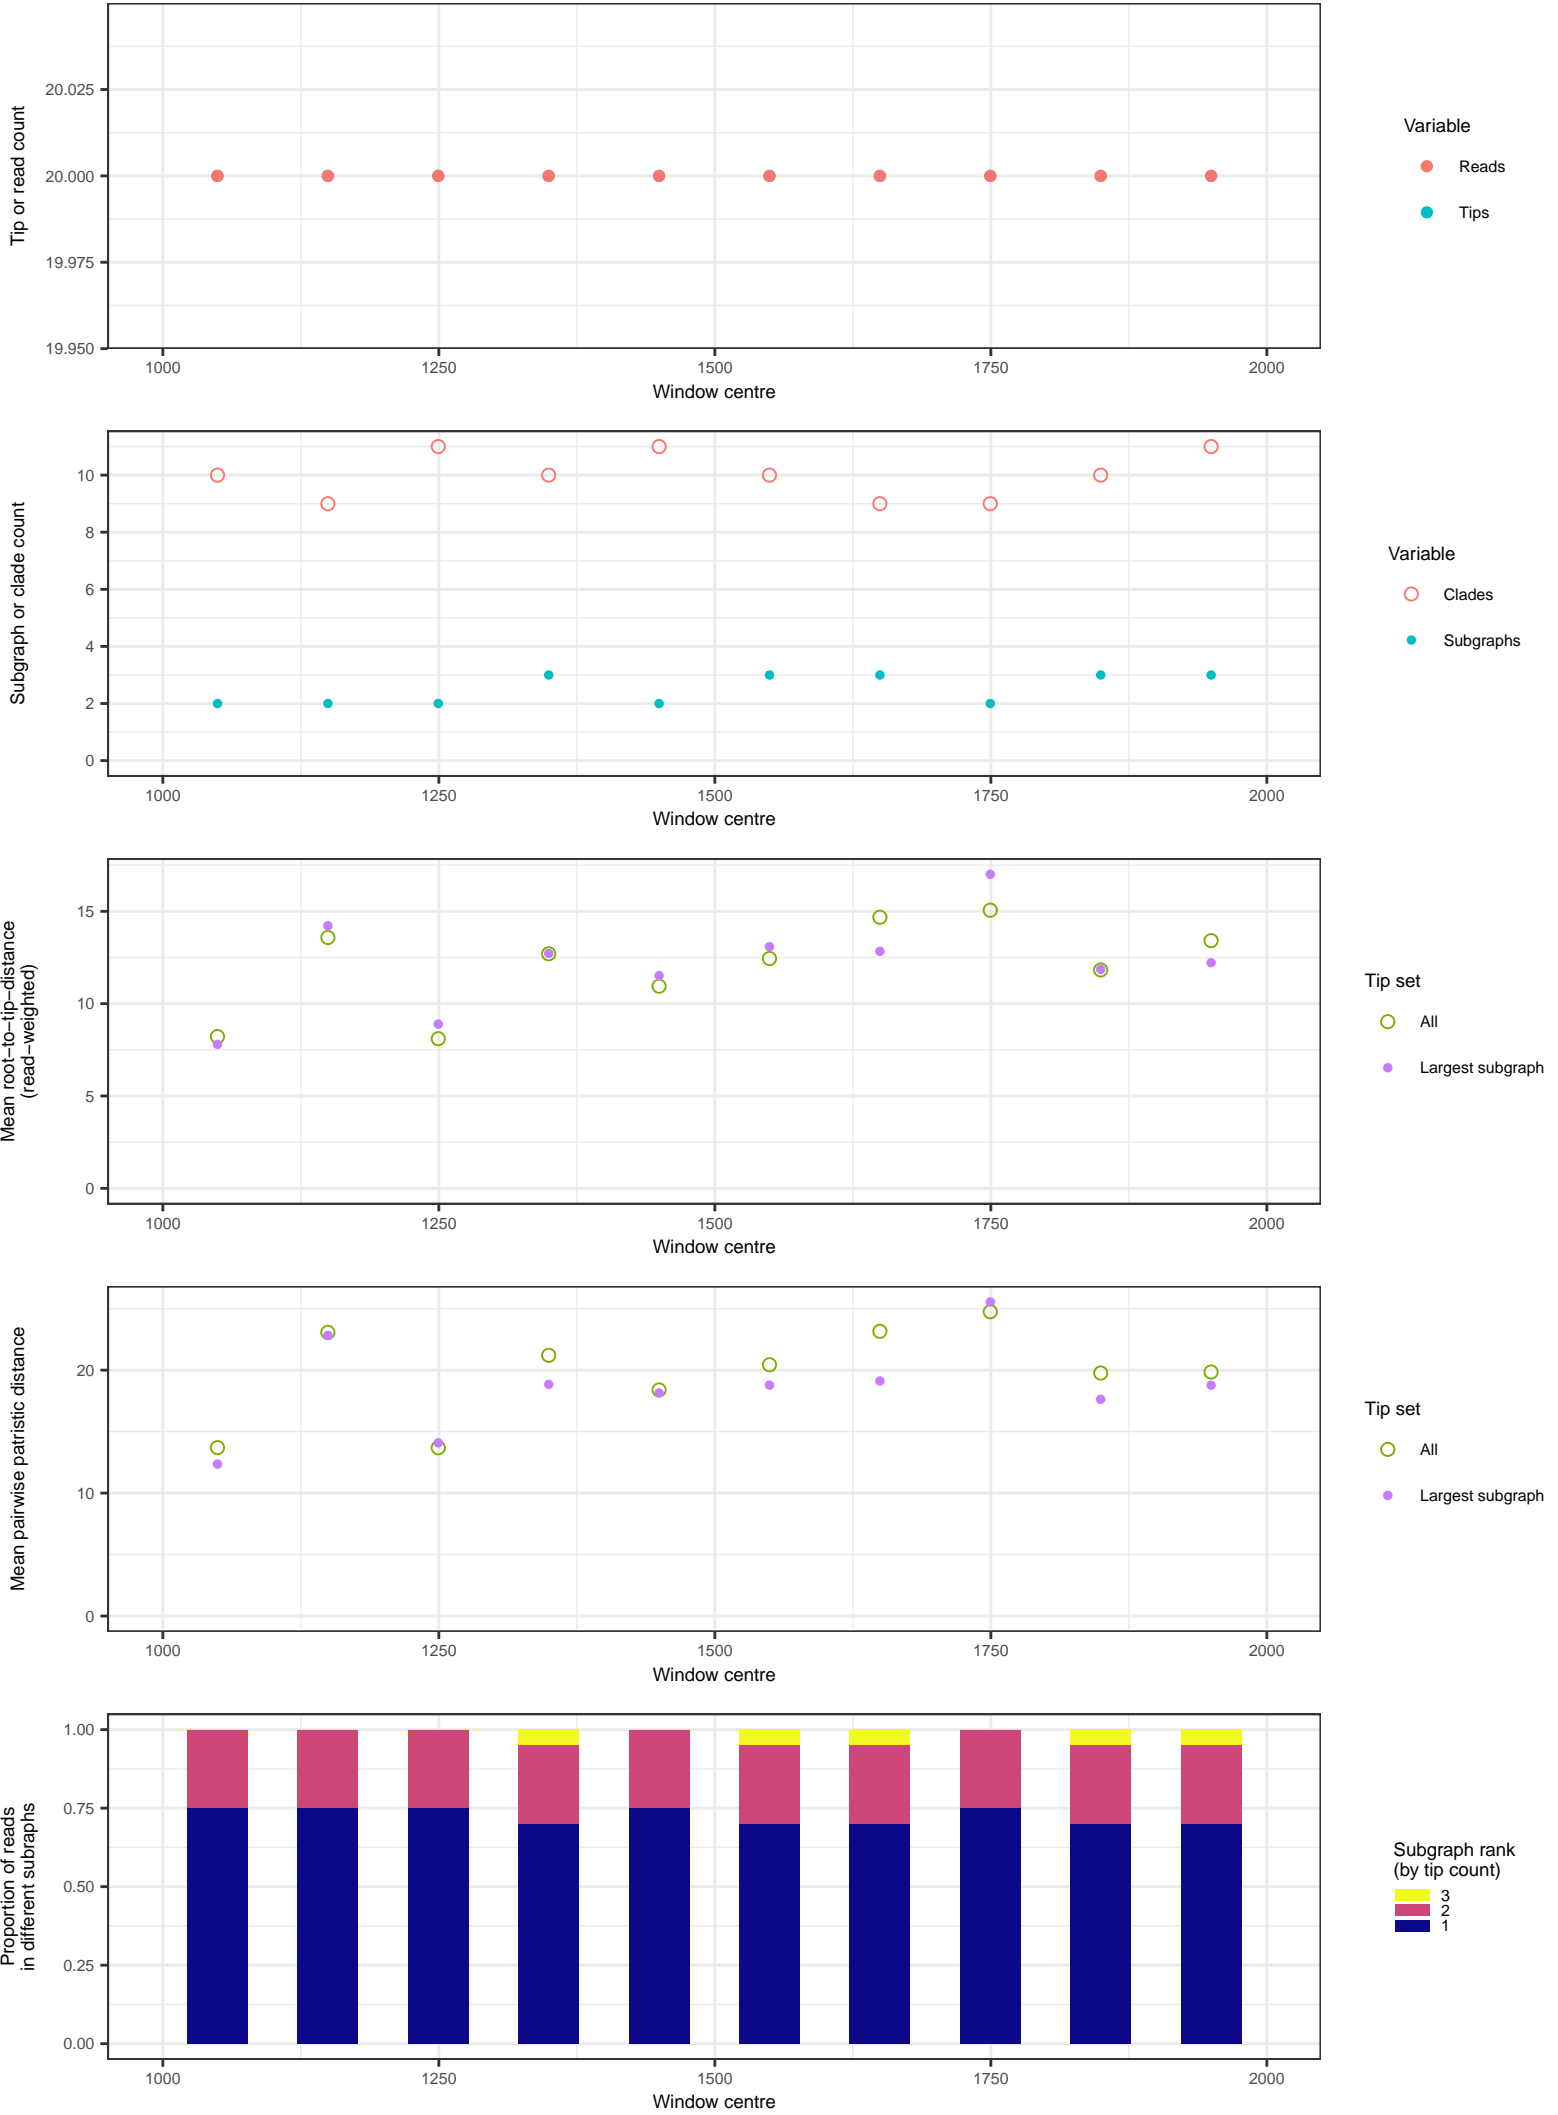 Tip or read count
20.025
20.000
19.975
19.950
1000 1250 1500 1750 2000
Window centre
Variable
Reads
Tips
Subgraph or clade count
10
8
6
4
2
0
1000 1250 1500 1750 2000
Window centre
Variable
Clades
Subgraphs
Mean root−to−tip−distance
(read−weighted)
15
10
5
0
1000 1250 1500 1750 2000
Window centre
Tip set
All
Largest subgraph
Mean pairwise patristic distance
20
10
0
1000 1250 1500 1750 2000
Window centre
Tip set
All
Largest subgraph
Proportion of reads
in different subraphs
1.00
0.75
0.50
0.25
0.00
1000 1250 1500 1750 2000
Window centre
Subgraph rank
(by tip count)
3
2
1